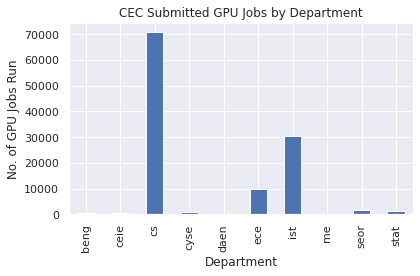 CEC Submitted GPU Jobs by Department
No. of GPU Jobs Run
70000
60000
50000
40000
30000
20000
10000
0
beng
ceie
cs
cyse
daen
ece
ist
me
seor
stat
Department